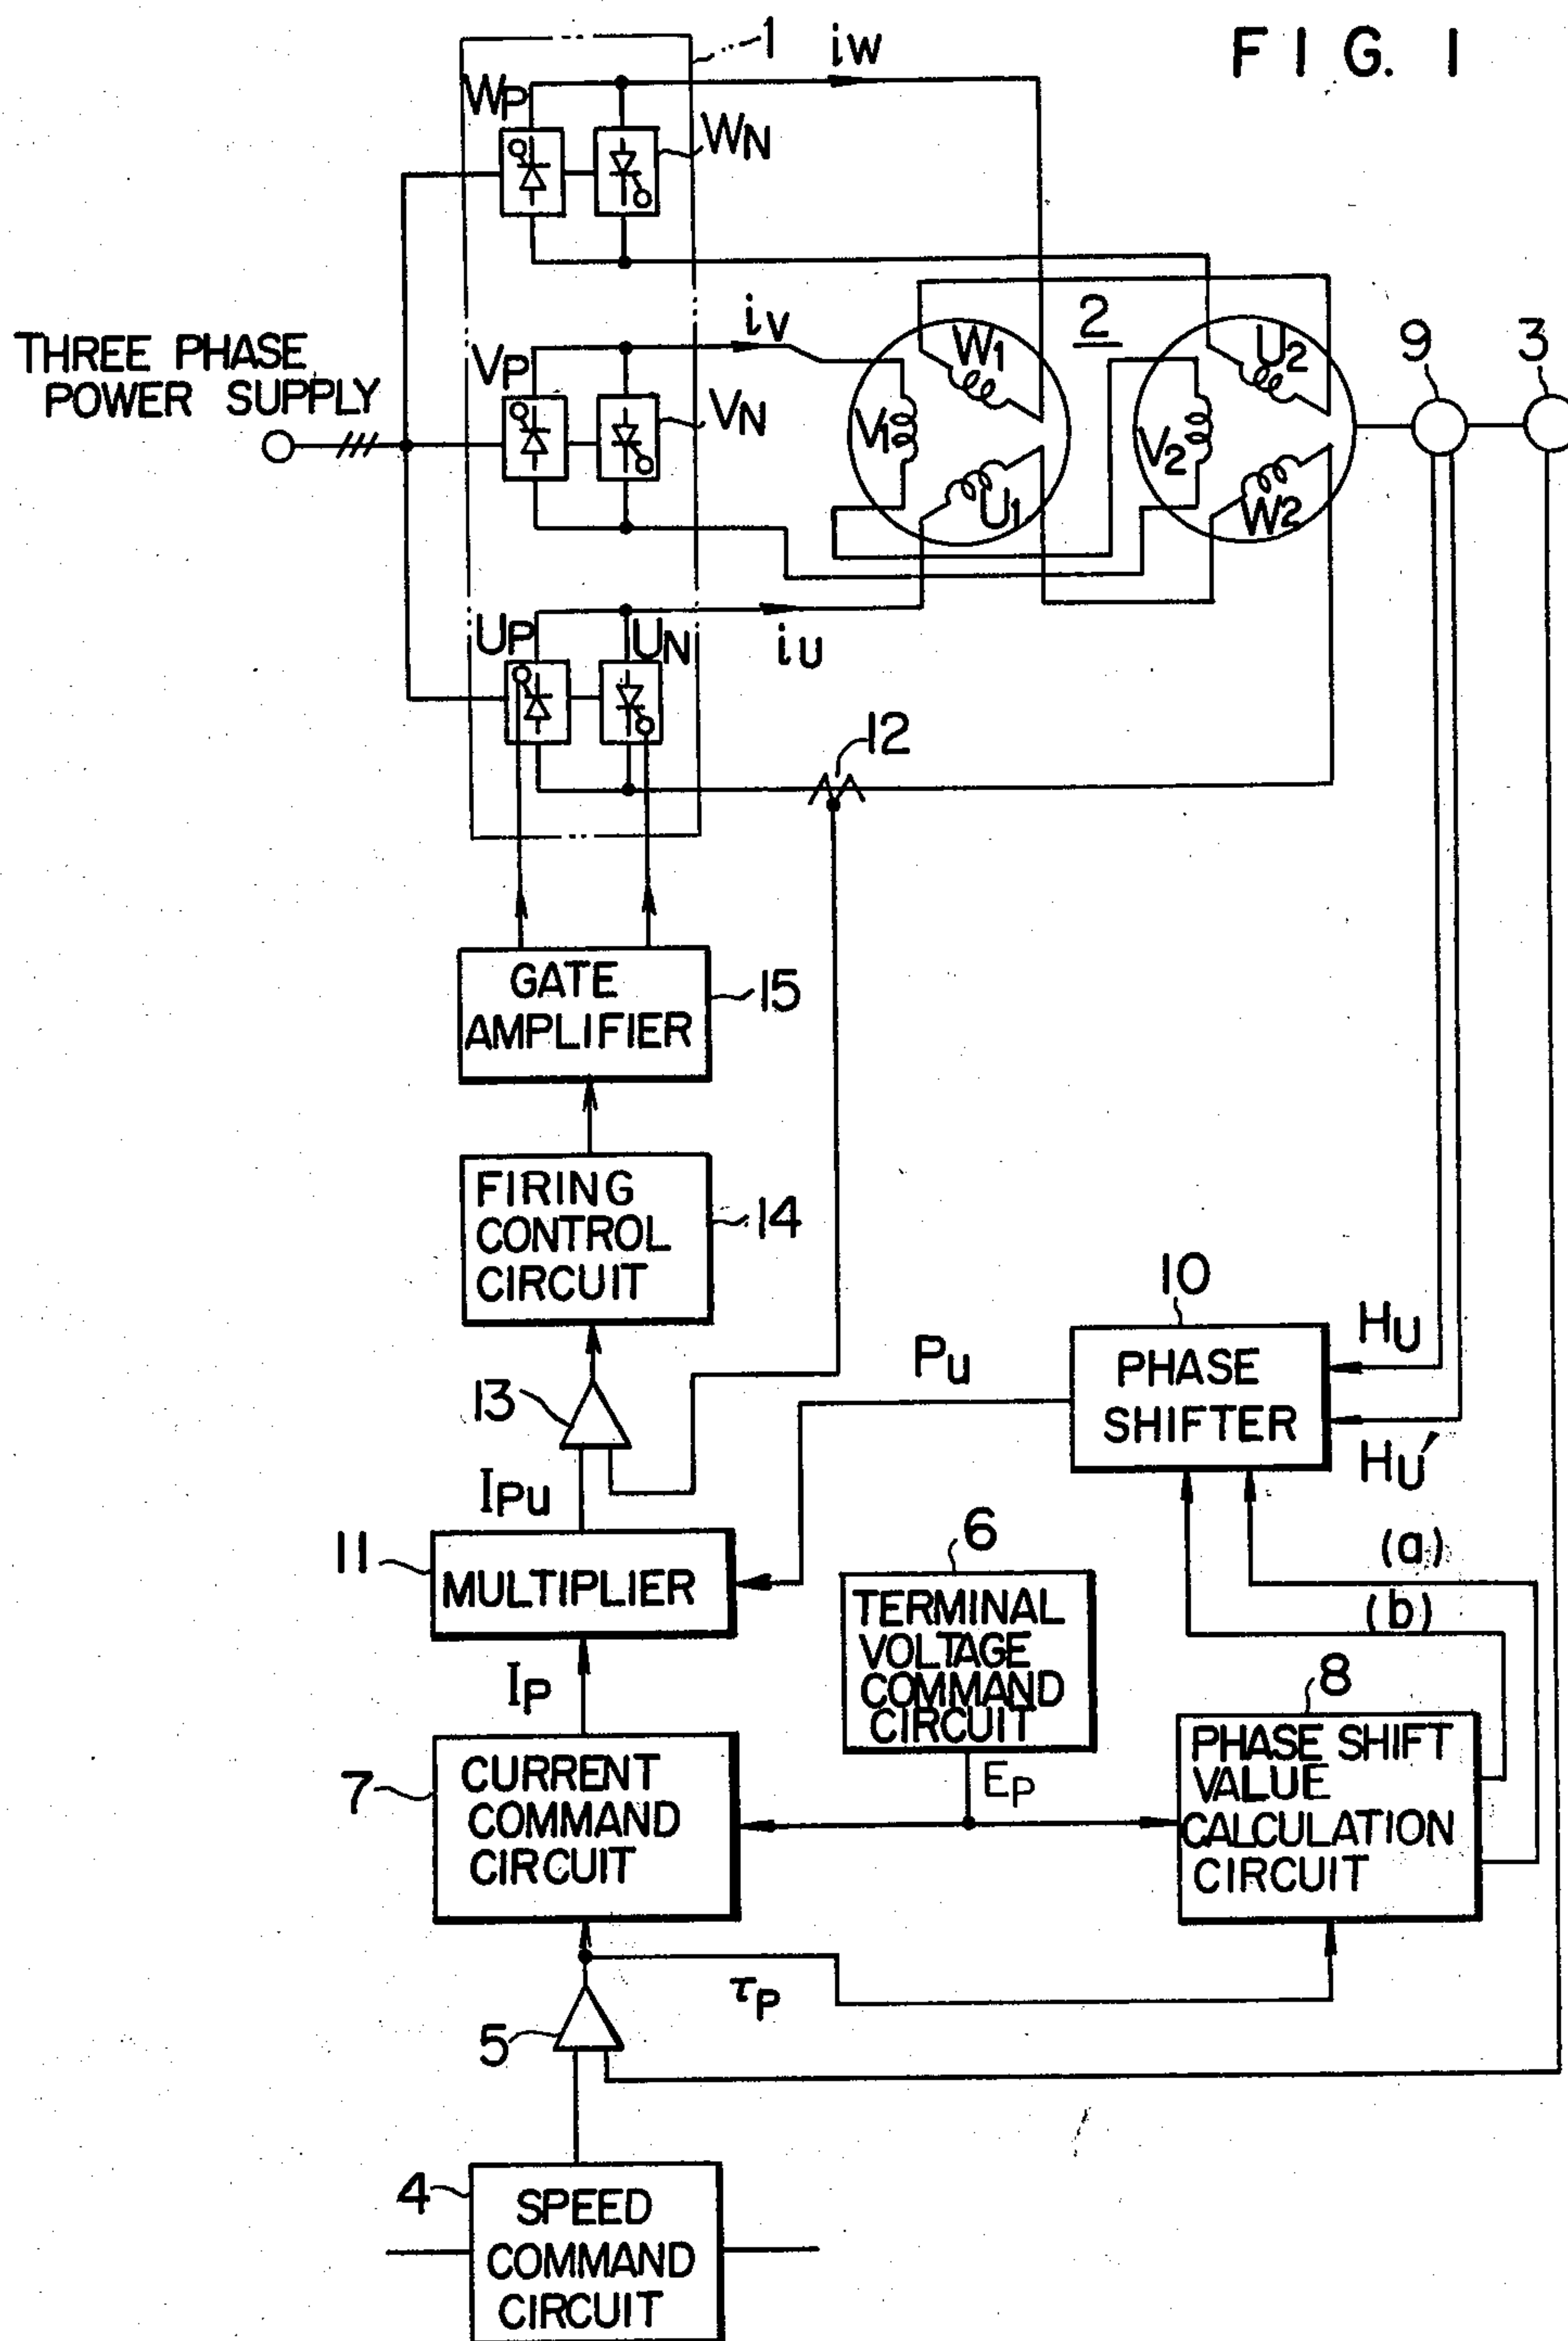 FIG. 1
1
iw
WP
WN
THREE PHASE
POWER SUPPLY
iv
VP
VN
W1
2
U2
9
3
V1
U1
V2
W2
UP
UN
iu
12
GATE
AMPLIFIER
15
FIRING
CONTROL
CIRCUIT
14
10
HU
PHASE
SHIFTER
HU′
Pu
13
IPu
11
MULTIPLIER
6
TERMINAL
VOLTAGE
COMMAND
CIRCUIT
(a)
(b)
IP
EP
7
CURRENT
COMMAND
CIRCUIT
8
PHASE SHIFT
VALUE
CALCULATION
CIRCUIT
τP
5
4
SPEED
COMMAND
CIRCUIT